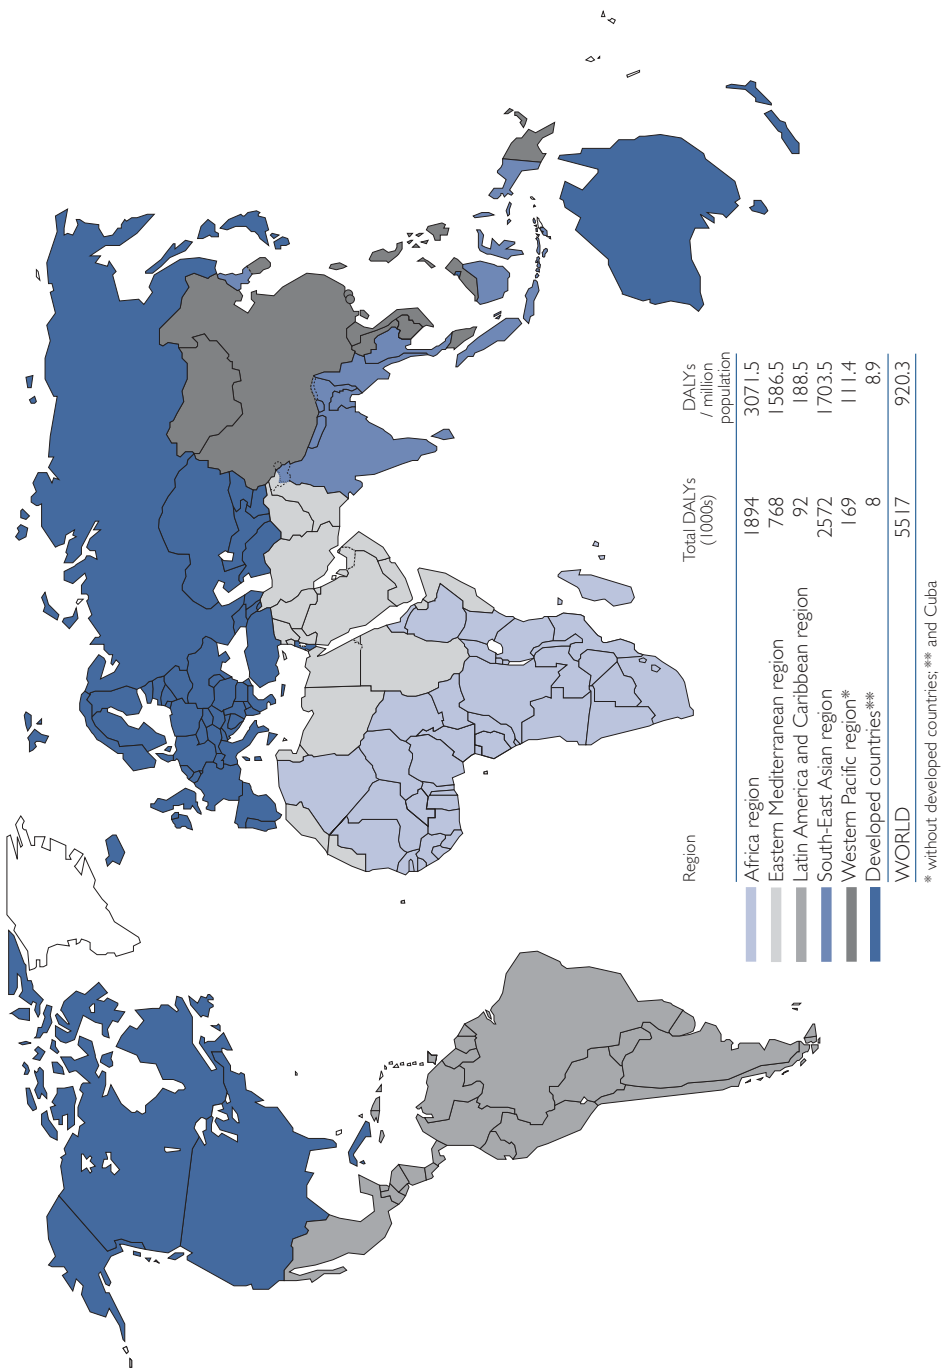 Region Total DALYs (1000s) DALYs / million population
Africa region 1894 3071.5
Eastern Mediterranean region 768 1586.5
Latin America and Caribbean region 92 188.5
South-East Asian region 2572 1703.5
Western Pacific region* 169 111.4
Developed countries** 8 8.9
WORLD 5517 920.3
* without developed countries; ** and Cuba